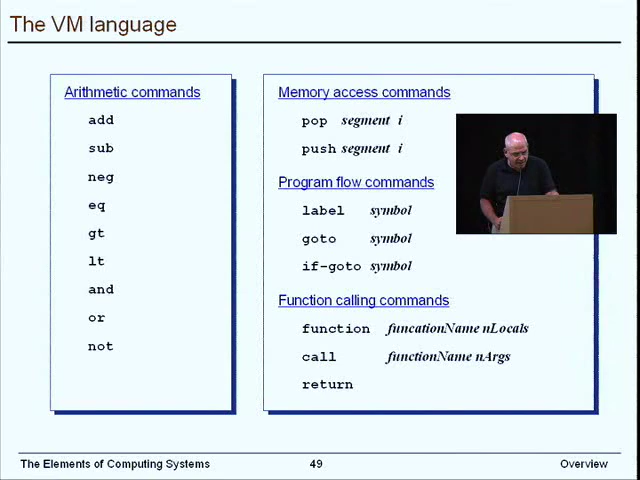 The VM language
Arithmetic commands
add
sub
neg
eq
gt
lt
and
or
not
Memory access commands
pop segment i
push segment i
Program flow commands
label symbol
goto symbol
if-goto symbol
Function calling commands
function funcationName nLocals
call functionName nArgs
return
The Elements of Computing Systems 49 Overview